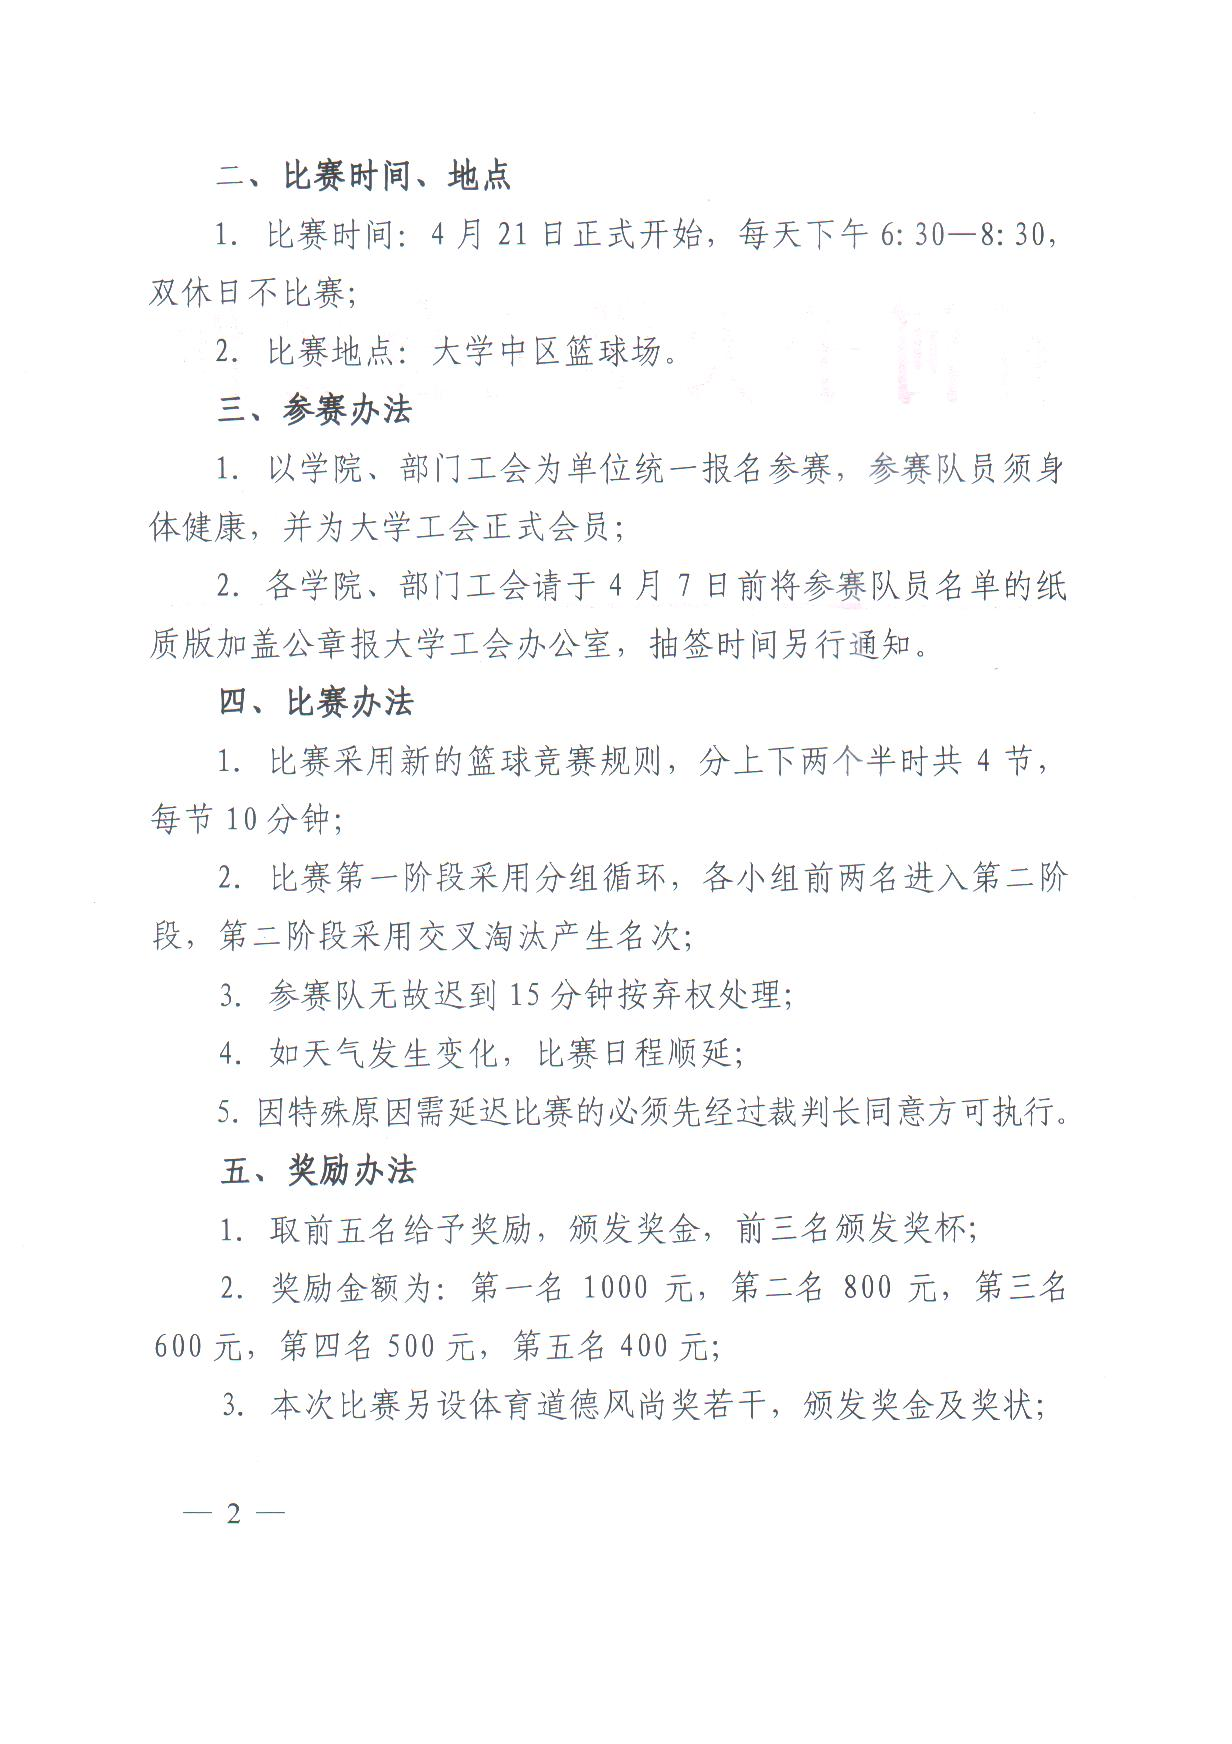 二、比赛时间、地点
1. 比赛时间：4 月 21 日正式开始，每天下午 6:30—8:30，
双休日不比赛；
2. 比赛地点：大学中区篮球场。
三、参赛办法
1. 以学院、部门工会为单位统一报名参赛，参赛队员须身
体健康，并为大学工会正式会员；
2. 各学院、部门工会请于 4 月 7 日前将参赛队员名单的纸
质版加盖公章报大学工会办公室，抽签时间另行通知。
四、比赛办法
1. 比赛采用新的篮球竞赛规则，分上下两个半时共 4 节，
每节 10 分钟；
2. 比赛第一阶段采用分组循环，各小组前两名进入第二阶
段，第二阶段采用交叉淘汰产生名次；
3. 参赛队无故迟到 15 分钟按弃权处理；
4. 如天气发生变化，比赛日程顺延；
5. 因特殊原因需延迟比赛的必须先经过裁判长同意方可执行。
五、奖励办法
1. 取前五名给予奖励，颁发奖金，前三名颁发奖杯；
2. 奖励金额为：第一名 1000 元，第二名 800 元，第三名
600 元，第四名 500 元，第五名 400 元；
3. 本次比赛另设体育道德风尚奖若干，颁发奖金及奖状；
— 2 —